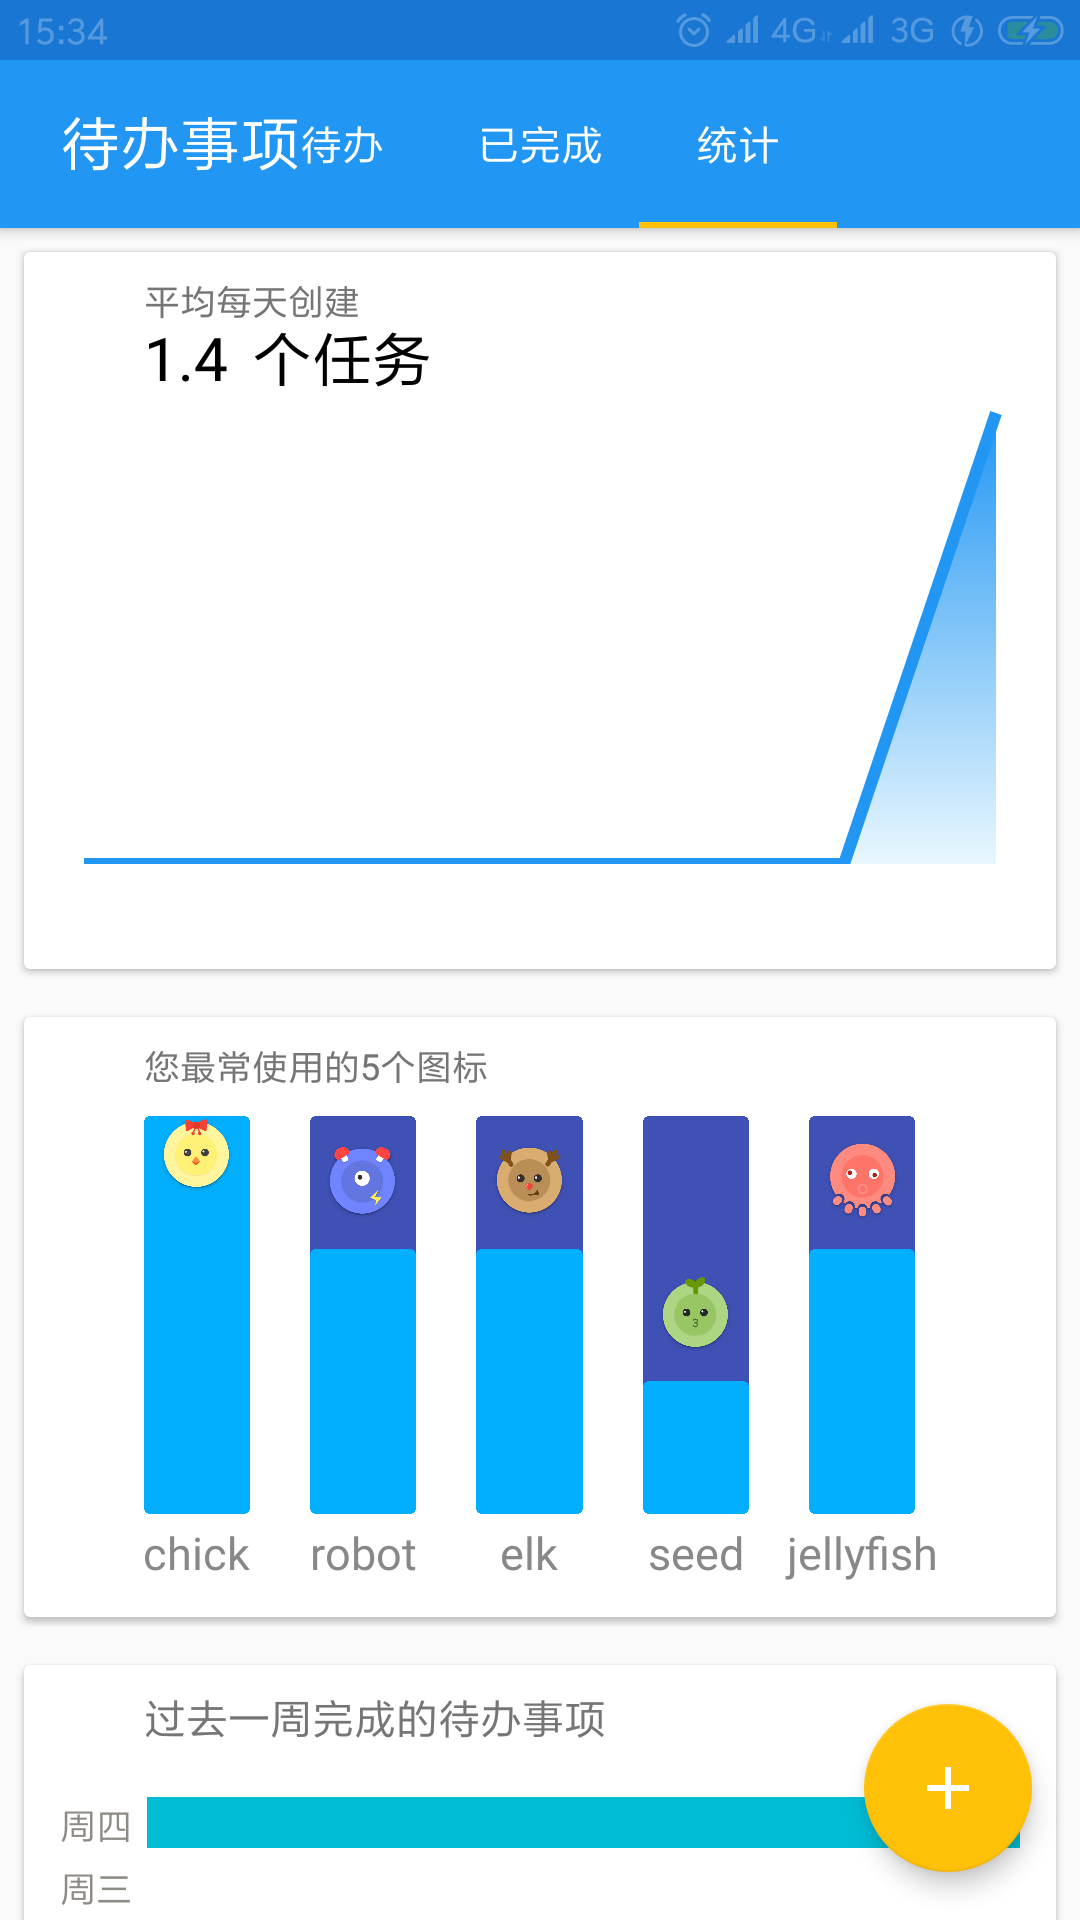 15:34 4G 3G
待办事项 待办 已完成 统计
平均每天创建
1.4 个任务
您最常使用的5个图标
chick robot elk seed jellyfish
过去一周完成的待办事项
周四
周三